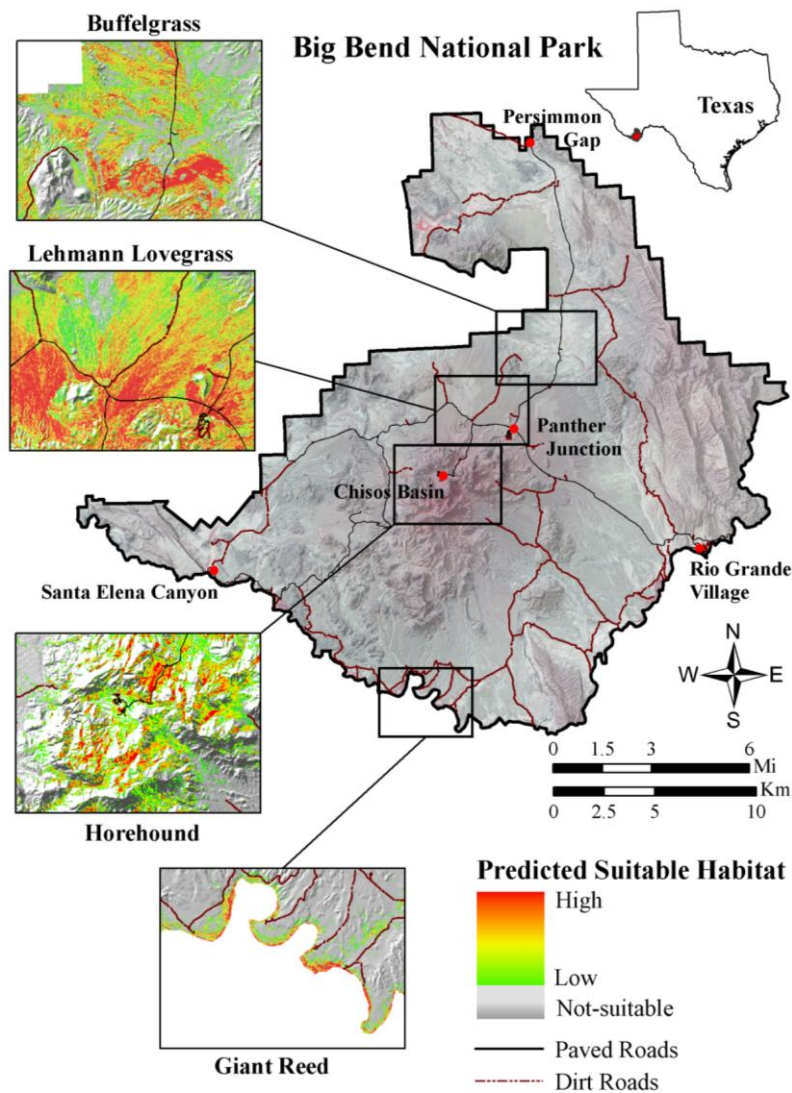 Buffelgrass
Big Bend National Park
Texas
Persimmon
Gap
Lehmann Lovegrass
Panther
Junction
Chisos Basin
Santa Elena Canyon
Rio Grande
Village
N
W
E
S
0 1.5 3 6
Mi
Km
0 2.5 5 10
Horehound
Giant Reed
Predicted Suitable Habitat
High
Low
Not-suitable
Paved Roads
Dirt Roads